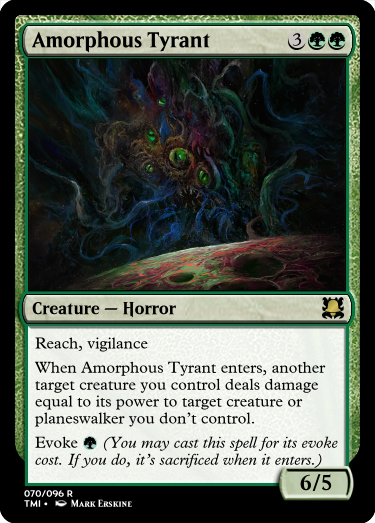 Amorphous Tyrant 3
Creature — Horror
Reach, vigilance
When Amorphous Tyrant enters, another
target creature you control deals damage
equal to its power to target creature or
planeswalker you don't control.
Evoke (You may cast this spell for its evoke
cost. If you do, it's sacrificed when it enters.)
6/5
070/096 R
TMI • Mark Erskine